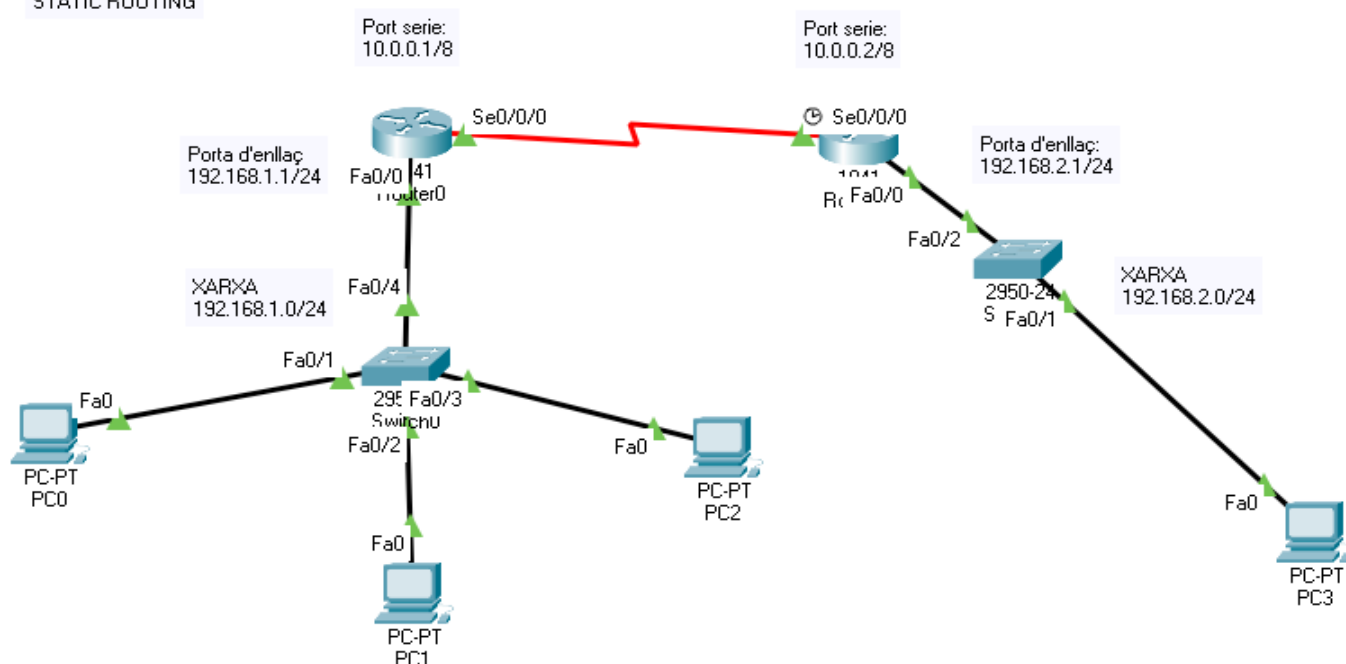 STATIC ROUTING
Port serie:
10.0.0.1/8
Port serie:
10.0.0.2/8
Se0/0/0
Se0/0/0
Porta d'enllaç
192.168.1.1/24
Fa0/0
41
Porta d'enllaç:
192.168.2.1/24
Fa0/0
Fa0/2
XARXA
192.168.1.0/24
Fa0/4
XARXA
192.168.2.0/24
2950-24
S
Fa0/1
Fa0/1
Fa0
295
Fa0/3
Switch0
Fa0/2
Fa0
PC-PT
PC0
PC-PT
PC2
Fa0
Fa0
PC-PT
PC1
PC-PT
PC3